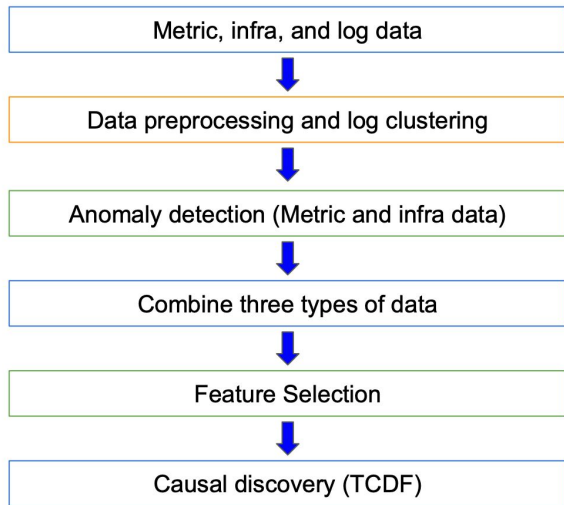 Metric, infra, and log data
Data preprocessing and log clustering
Anomaly detection (Metric and infra data)
Combine three types of data
Feature Selection
Causal discovery (TCDF)